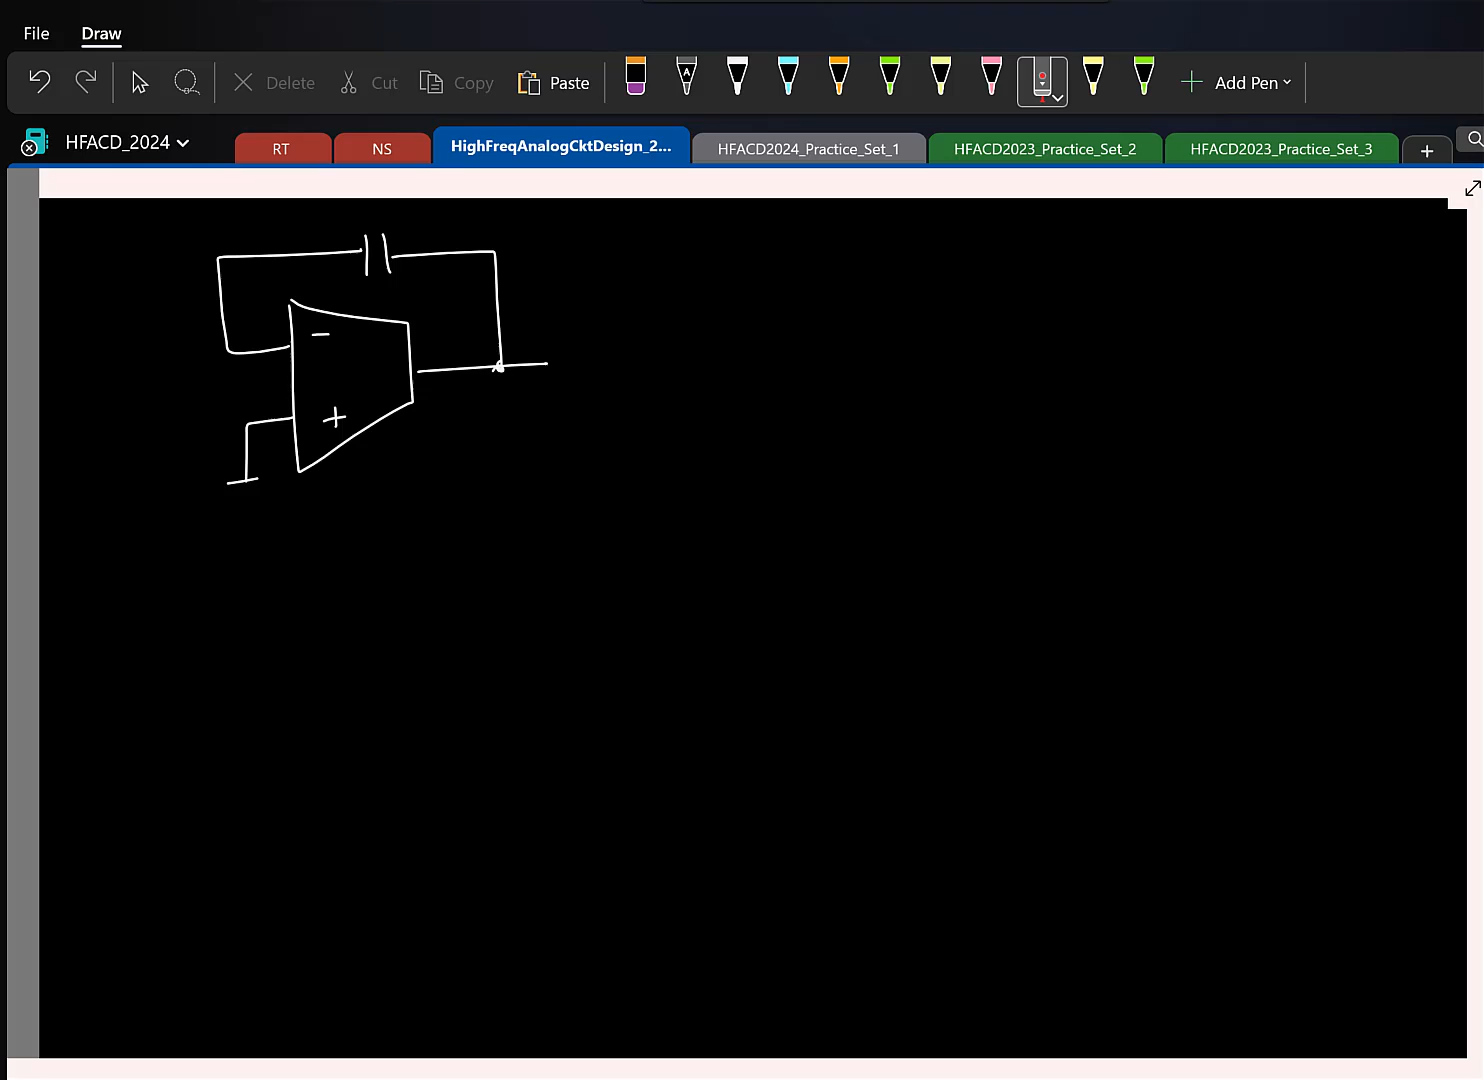 File Draw
A
Delete Cut Copy Paste Add Pen
HFACD_2024 RT NS HighFreqAnalogCktDesign_2... HFACD2024_Practice_Set_1 HFACD2023_Practice_Set_2 HFACD2023_Practice_Set_3 +
−
+